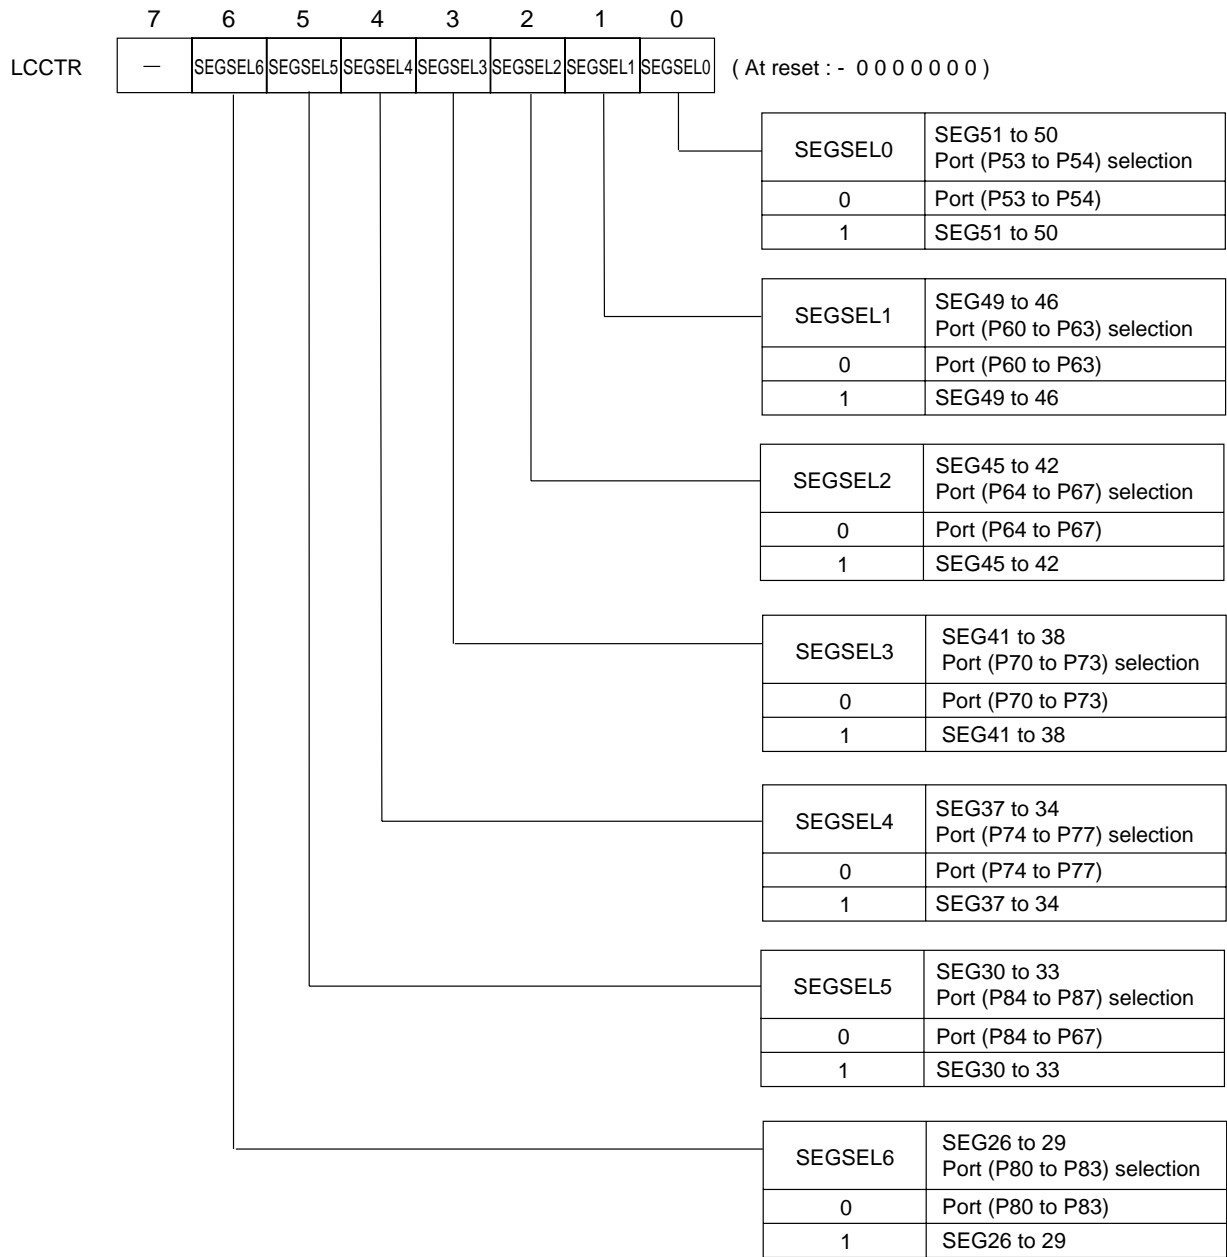 7 6 5 4 3 2 1 0
LCCTR — SEGSEL6 SEGSEL5 SEGSEL4 SEGSEL3 SEGSEL2 SEGSEL1 SEGSEL0 ( At reset : - 0 0 0 0 0 0 0 )
SEGSEL0 SEG51 to 50
Port (P53 to P54) selection
0 Port (P53 to P54)
1 SEG51 to 50
SEGSEL1 SEG49 to 46
Port (P60 to P63) selection
0 Port (P60 to P63)
1 SEG49 to 46
SEGSEL2 SEG45 to 42
Port (P64 to P67) selection
0 Port (P64 to P67)
1 SEG45 to 42
SEGSEL3 SEG41 to 38
Port (P70 to P73) selection
0 Port (P70 to P73)
1 SEG41 to 38
SEGSEL4 SEG37 to 34
Port (P74 to P77) selection
0 Port (P74 to P77)
1 SEG37 to 34
SEGSEL5 SEG30 to 33
Port (P84 to P87) selection
0 Port (P84 to P67)
1 SEG30 to 33
SEGSEL6 SEG26 to 29
Port (P80 to P83) selection
0 Port (P80 to P83)
1 SEG26 to 29